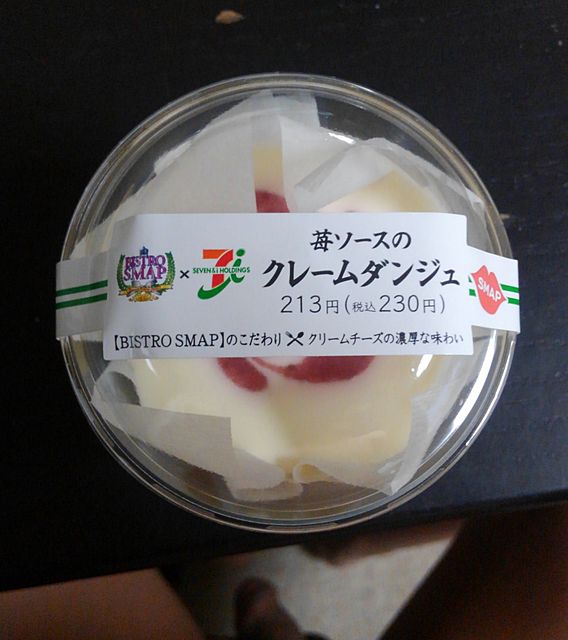 苺ソースの
BISTRO
SMAP
×
7i
SEVEN & i HOLDINGS
クレームダンジュ
213円(税込230円)
SMAP
【BISTRO SMAP】のこだわり クリームチーズの濃厚な味わい